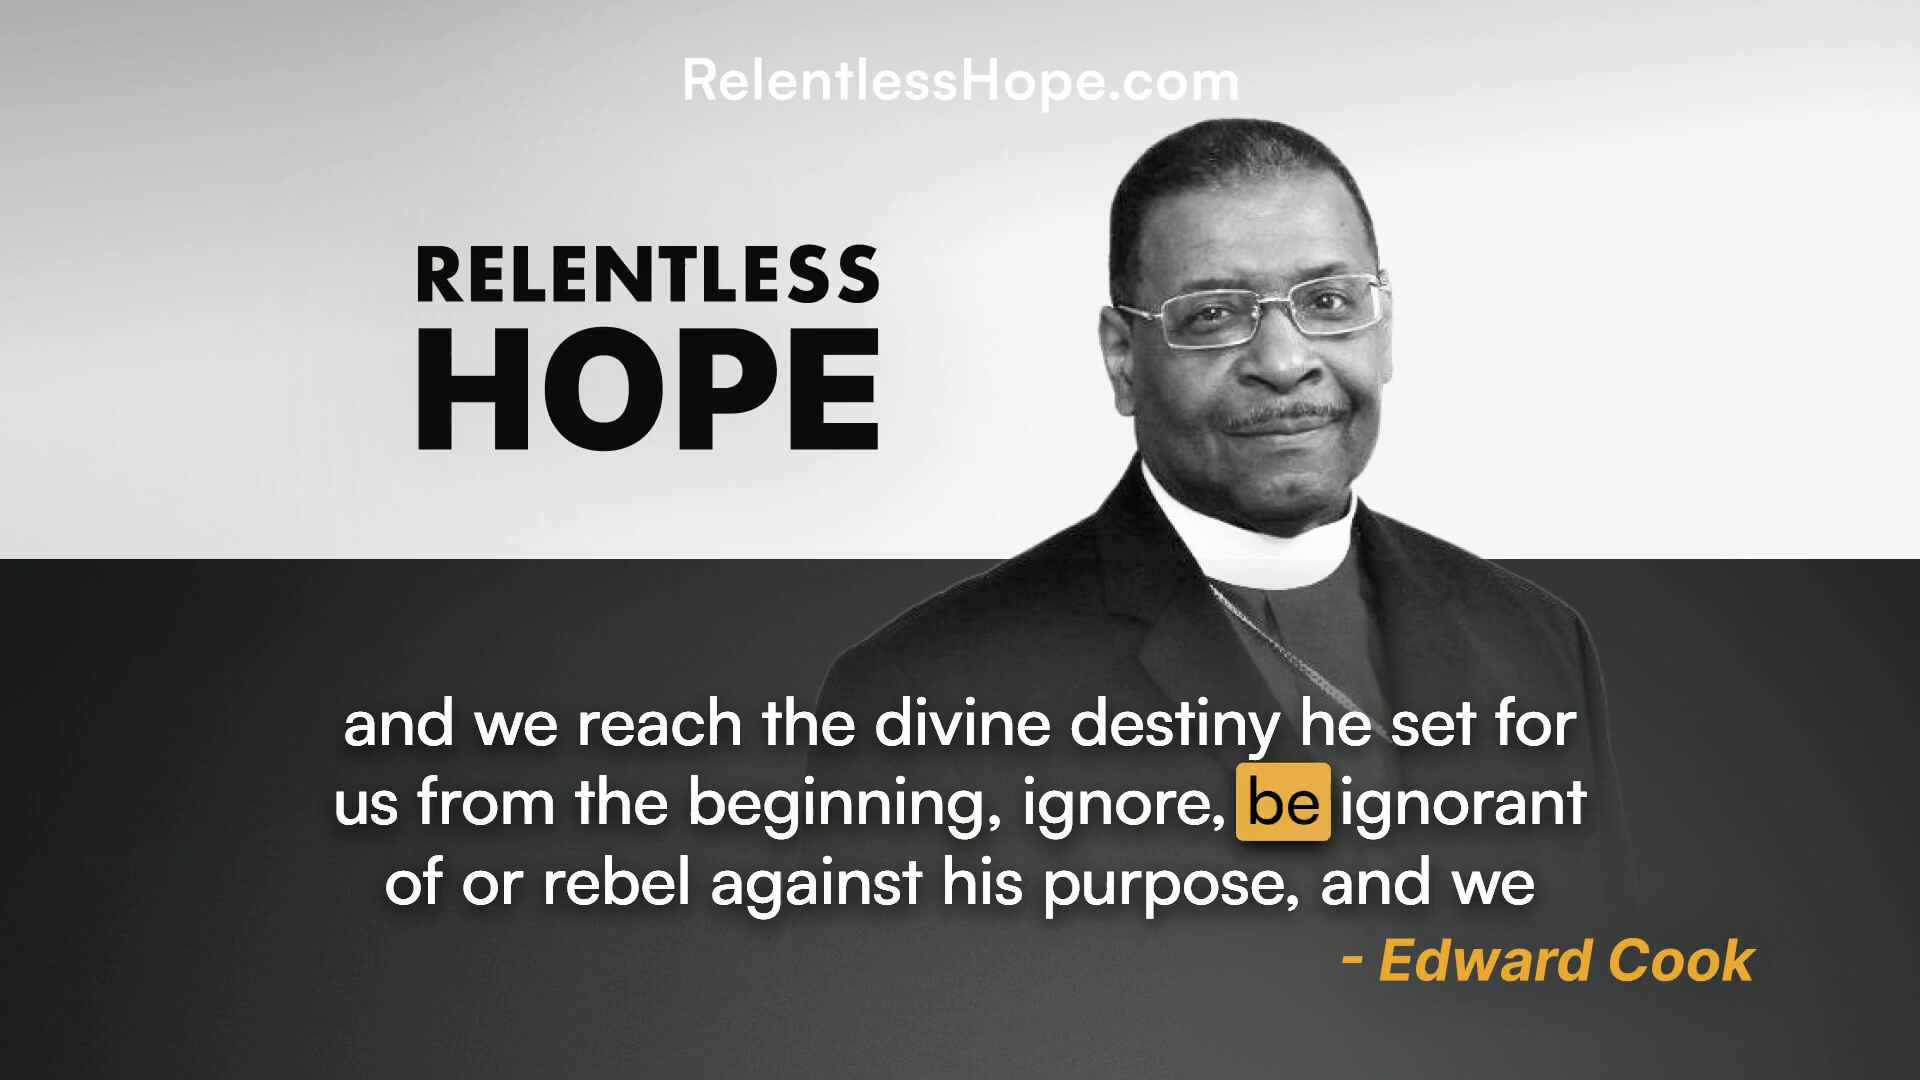 RelentlessHope.com
RELENTLESS
HOPE
and we reach the divine destiny he set for
us from the beginning, ignore, be ignorant
of or rebel against his purpose, and we
- Edward Cook